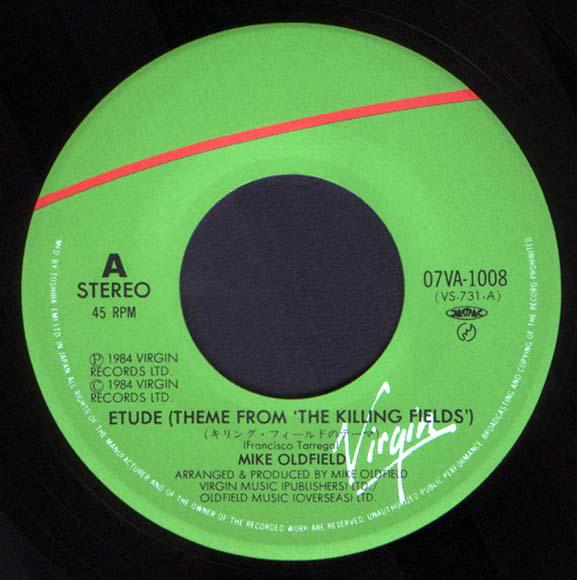 A
STEREO
45 RPM
07VA-1008
(VS-731-A)
Ⓟ 1984 VIRGIN
RECORDS LTD.
© 1984 VIRGIN
RECORDS LTD.
ETUDE (THEME FROM 'THE KILLING FIELDS')
(キリング・フィールドのテーマ)
(Francisco Tarrega)
MIKE OLDFIELD
ARRANGED & PRODUCED BY MIKE OLDFIELD
VIRGIN MUSIC (PUBLISHERS) LTD./
OLDFIELD MUSIC (OVERSEAS) LTD.
Virgin
MF'D BY TOSHIBA EMI LTD. IN JAPAN ALL RIGHTS OF THE MANUFACTURER AND OF THE OWNER OF THE RECORDED WORK ARE RESERVED. UNAUTHORIZED PUBLIC PERFORMANCE, BROADCASTING AND COPYING OF THE RECORD PROHIBITED